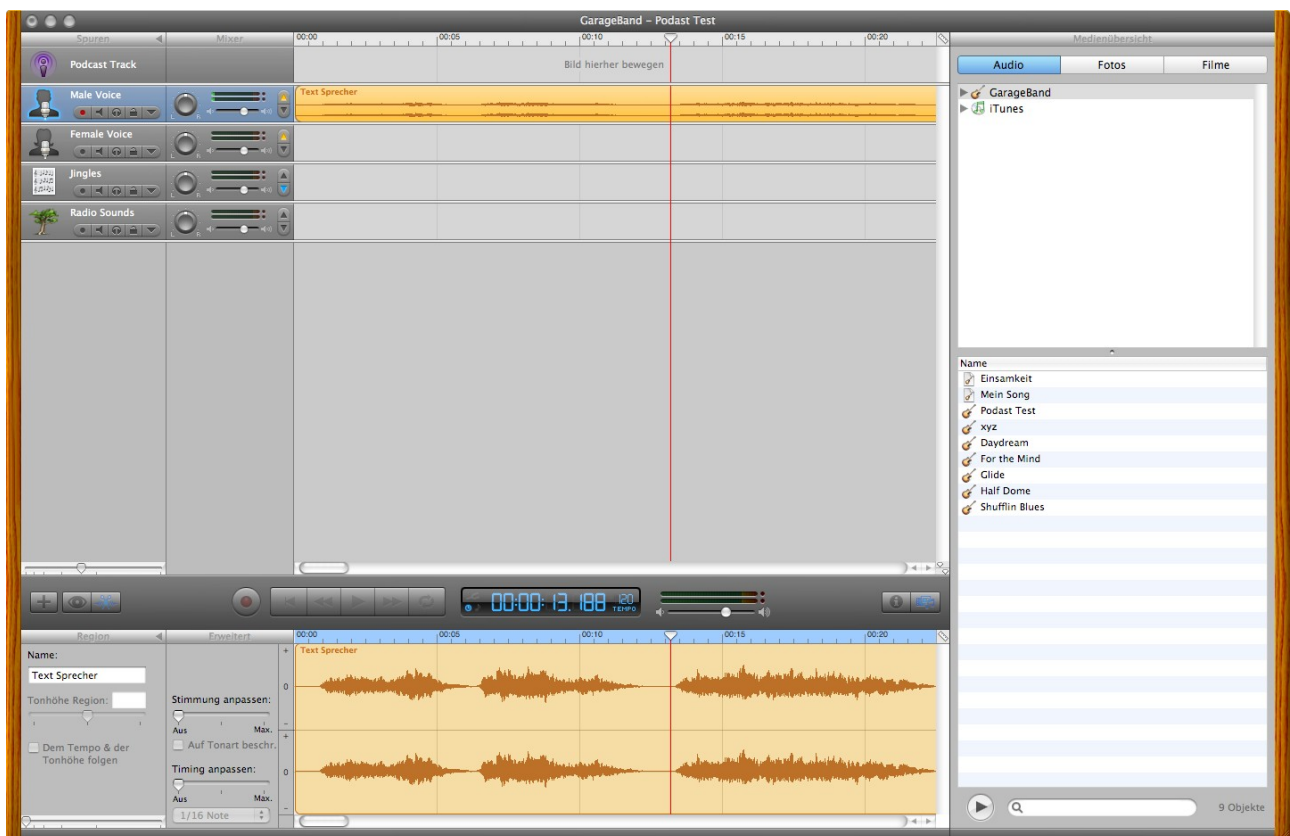 GarageBand – Podast Test
Spuren
Mixer
00:00
00:05
00:10
00:15
00:20
Medienübersicht
Podcast Track
Bild hierher bewegen
Audio
Fotos
Filme
Male Voice
Text Sprecher
GarageBand
iTunes
L
R
Female Voice
L
R
Jingles
L
R
Radio Sounds
L
R
Name
Einsamkeit
Mein Song
Podast Test
xyz
Daydream
For the Mind
Glide
Half Dome
Shufflin Blues
00:00:13.188
120
TEMPO
Region
Erweitert
00:00
00:05
00:10
00:15
00:20
Name:
Text Sprecher
Text Sprecher
Tonhöhe Region:
Stimmung anpassen:
Aus
Max.
Auf Tonart beschr.
Dem Tempo & der
Tonhöhe folgen
Timing anpassen:
Aus
Max.
1/16 Note
+
0
–
+
0
–
9 Objekte